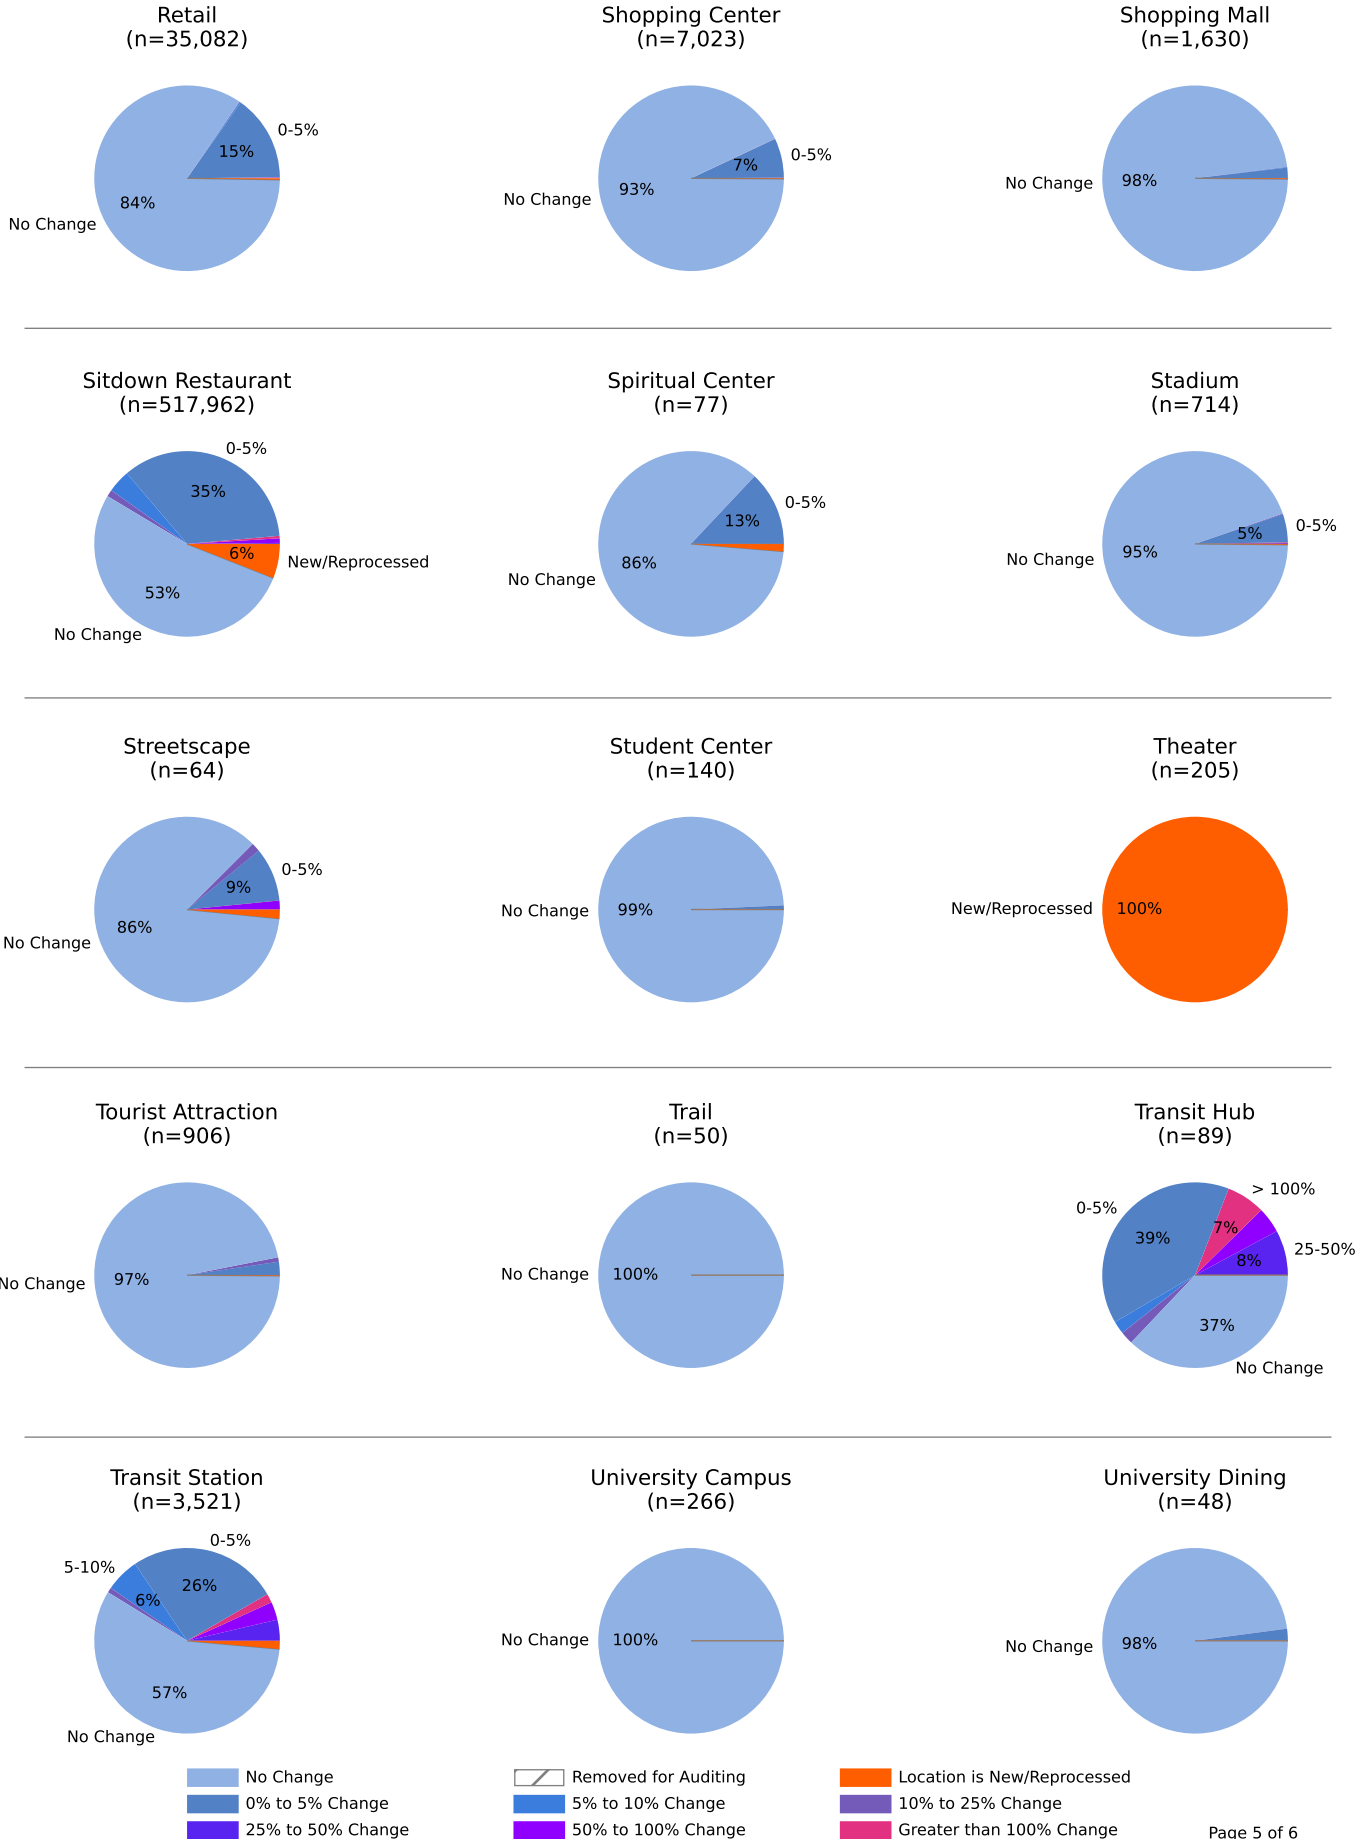 Retail
(n=35,082)
0-5%
15%
84%
No Change
Shopping Center
(n=7,023)
0-5%
7%
93%
No Change
Shopping Mall
(n=1,630)
98%
No Change
Sitdown Restaurant
(n=517,962)
0-5%
35%
6%
New/Reprocessed
53%
No Change
Spiritual Center
(n=77)
0-5%
13%
86%
No Change
Stadium
(n=714)
0-5%
5%
95%
No Change
Streetscape
(n=64)
0-5%
9%
86%
No Change
Student Center
(n=140)
99%
No Change
Theater
(n=205)
New/Reprocessed
100%
Tourist Attraction
(n=906)
97%
No Change
Trail
(n=50)
No Change
100%
Transit Hub
(n=89)
> 100%
0-5%
7%
39%
25-50%
8%
37%
No Change
Transit Station
(n=3,521)
0-5%
5-10%
26%
6%
57%
No Change
University Campus
(n=266)
No Change
100%
University Dining
(n=48)
98%
No Change
No Change
Removed for Auditing
Location is New/Reprocessed
0% to 5% Change
5% to 10% Change
10% to 25% Change
25% to 50% Change
50% to 100% Change
Greater than 100% Change
Page 5 of 6